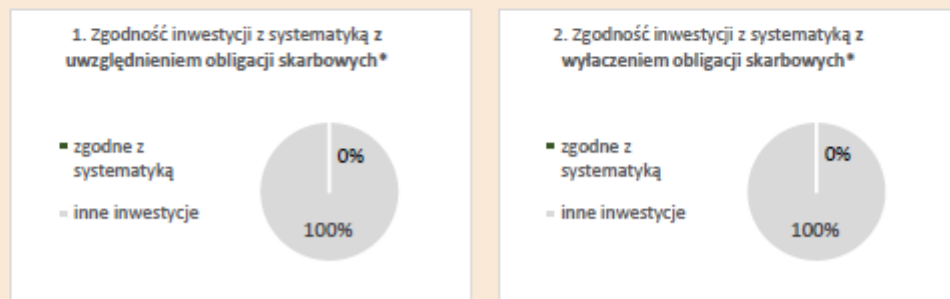 1. Zgodność inwestycji z systematyką z
uwzględnieniem obligacji skarbowych*
zgodne z
systematyką
inne inwestycje
0%
100%
2. Zgodność inwestycji z systematyką z
wyłaczeniem obligacji skarbowych*
zgodne z
systematyką
inne inwestycje
0%
100%